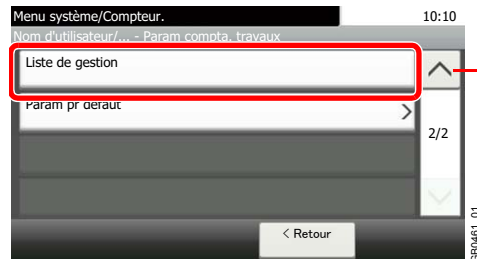 Menu système/Compteur.
10:10
Nom d'utilisateur/... - Param compta. travaux
Liste de gestion
Param pr défaut
2/2
< Retour
GB0461_01